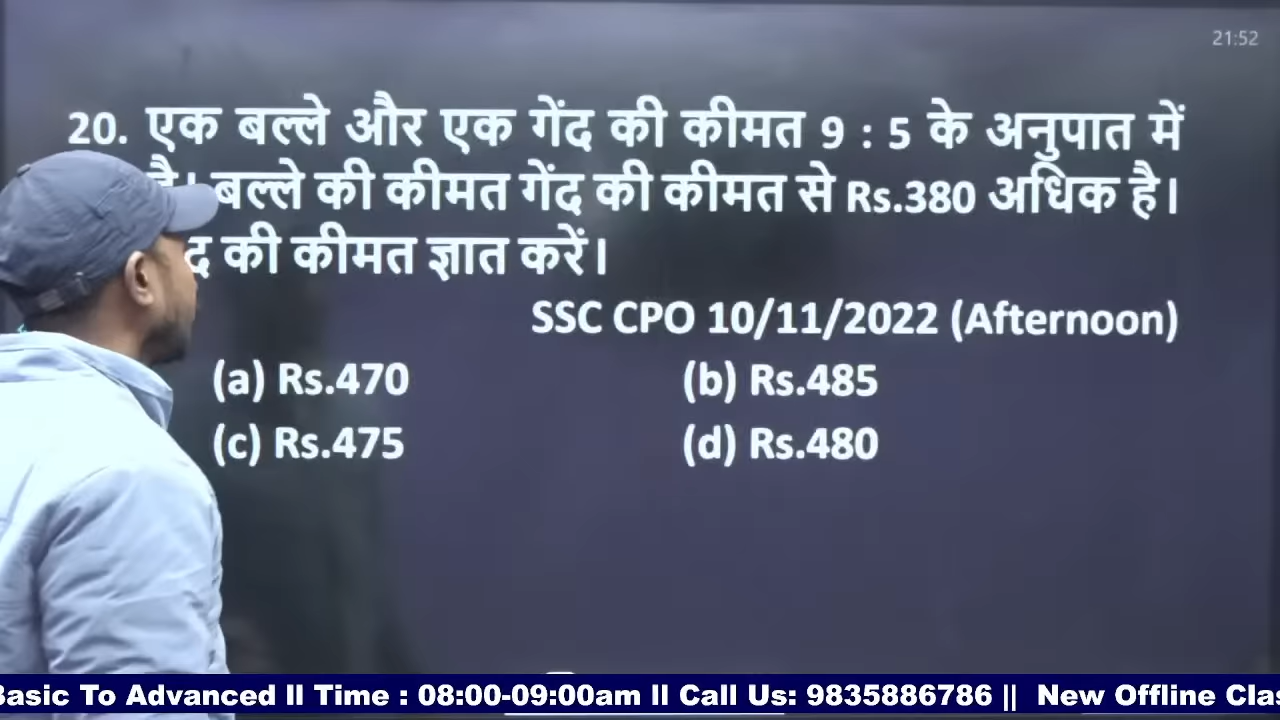 21:52
20. एक बल्ले और एक गेंद की कीमत 9 : 5 के अनुपात में
है। बल्ले की कीमत गेंद की कीमत से Rs.380 अधिक है।
की कीमत ज्ञात करें।
SSC CPO 10/11/2022 (Afternoon)
(a) Rs.470 (b) Rs.485
(c) Rs.475 (d) Rs.480
Basic To Advanced II Time : 08:00-09:00am II Call Us: 9835886786 || New Offline